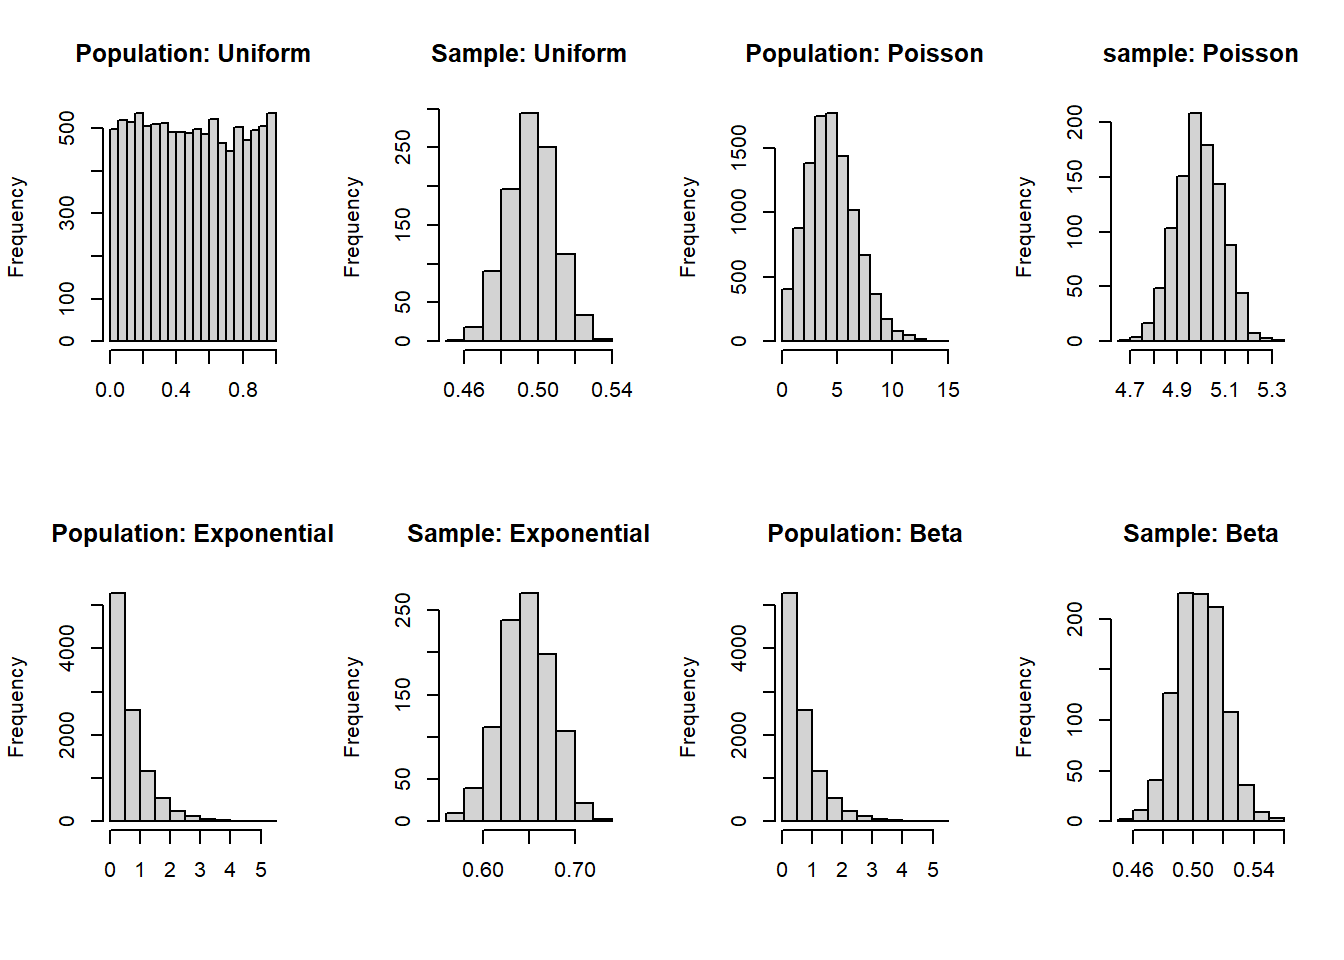 Population: Uniform
Frequency
0 100 300 500
0.0 0.4 0.8
Sample: Uniform
Frequency
0 50 150 250
0.46 0.50 0.54
Population: Poisson
Frequency
0 500 1000 1500
0 5 10 15
sample: Poisson
Frequency
0 50 100 150 200
4.7 4.9 5.1 5.3
Population: Exponential
Frequency
0 2000 4000
0 1 2 3 4 5
Sample: Exponential
Frequency
0 50 150 250
0.60 0.70
Population: Beta
Frequency
0 2000 4000
0 1 2 3 4 5
Sample: Beta
Frequency
0 50 100 200
0.46 0.50 0.54